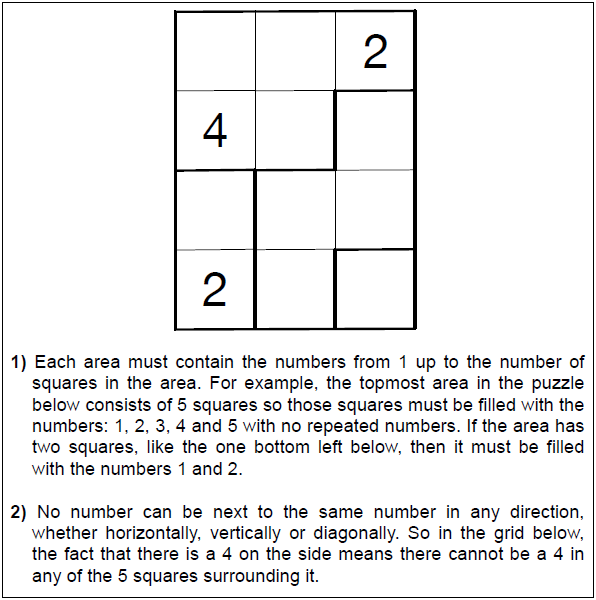 2
4
2
1) Each area must contain the numbers from 1 up to the number of
squares in the area. For example, the topmost area in the puzzle
below consists of 5 squares so those squares must be filled with the
numbers: 1, 2, 3, 4 and 5 with no repeated numbers. If the area has
two squares, like the one bottom left below, then it must be filled
with the numbers 1 and 2.
2) No number can be next to the same number in any direction,
whether horizontally, vertically or diagonally. So in the grid below,
the fact that there is a 4 on the side means there cannot be a 4 in
any of the 5 squares surrounding it.